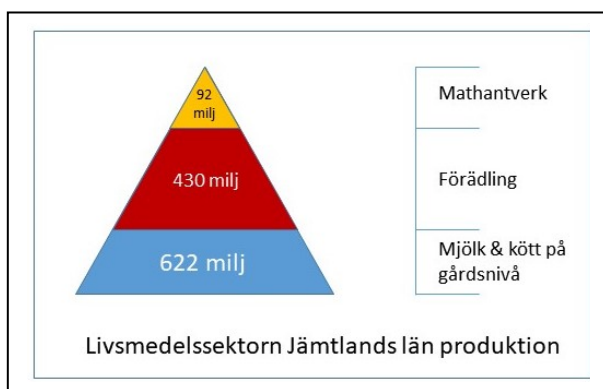 92
milj
Mathantverk
430 milj
Förädling
622 milj
Mjölk & kött på
gårdsnivå
Livsmedelssektorn Jämtlands län produktion